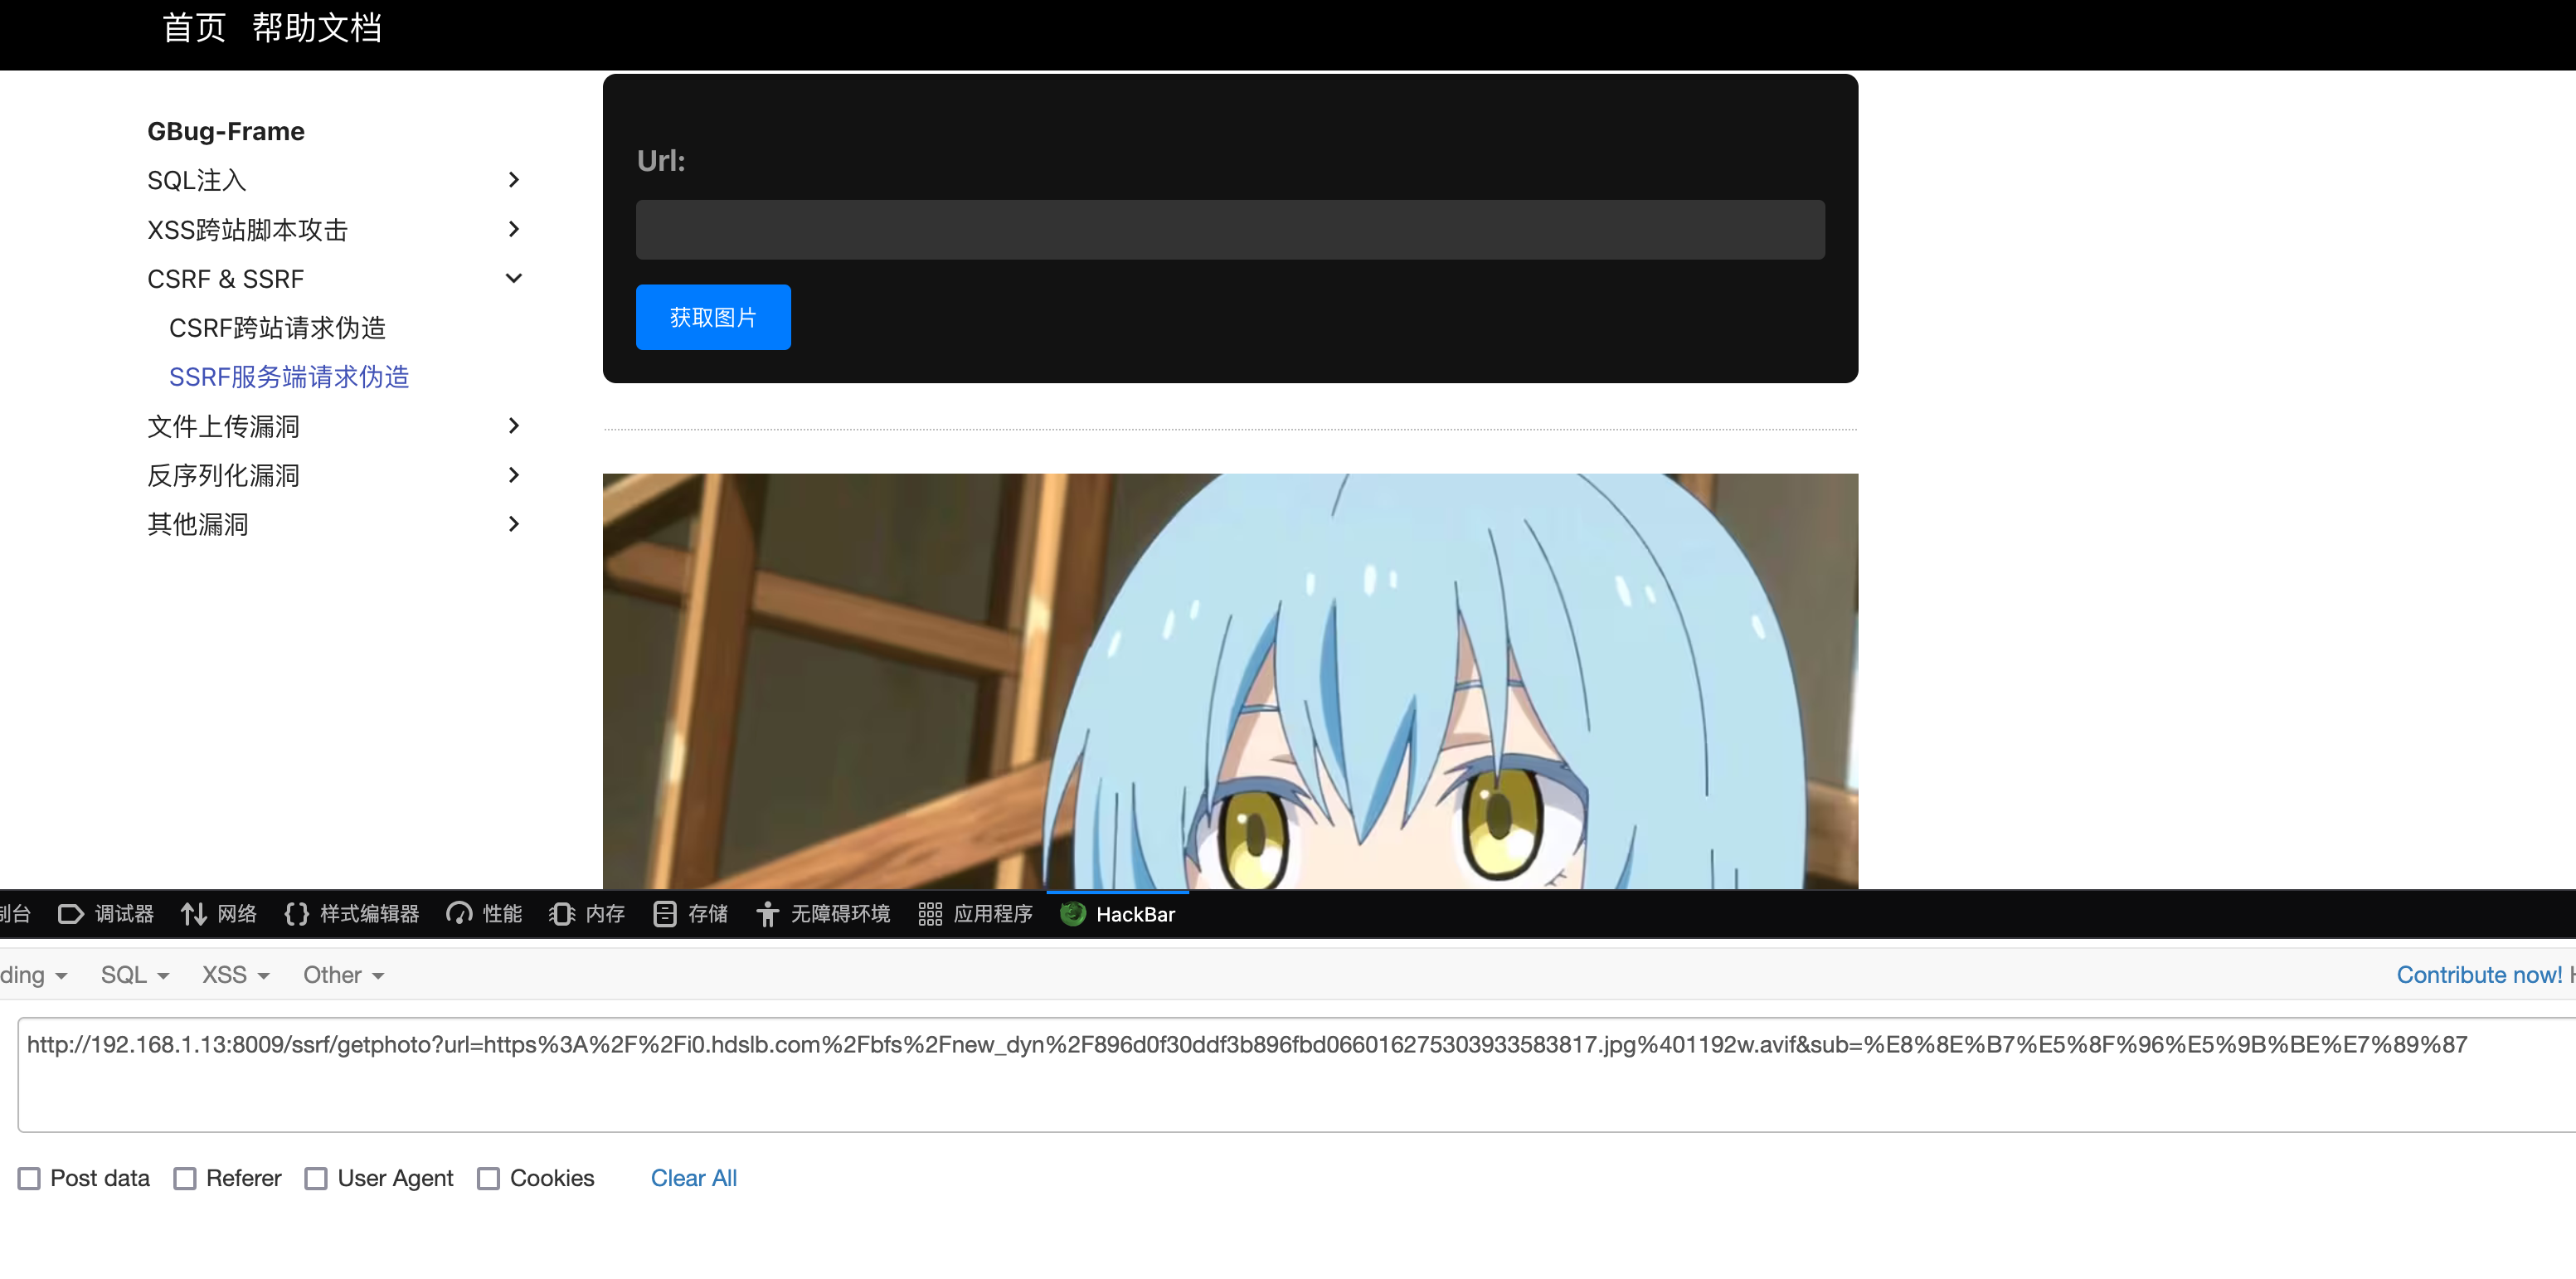 首页 帮助文档
GBug-Frame
SQL注入
XSS跨站脚本攻击
CSRF & SSRF
CSRF跨站请求伪造
SSRF服务端请求伪造
文件上传漏洞
反序列化漏洞
其他漏洞
Url:
获取图片
制台 调试器 网络 样式编辑器 性能 内存 存储 无障碍环境 应用程序 HackBar
ding SQL XSS Other Contribute now! H
http://192.168.1.13:8009/ssrf/getphoto?url=https%3A%2F%2Fi0.hdslb.com%2Fbfs%2Fnew_dyn%2F896d0f30ddf3b896fbd066016275303933583817.jpg%401192w.avif&sub=%E8%8E%B7%E5%8F%96%E5%9B%BE%E7%89%87
Post data Referer User Agent Cookies Clear All